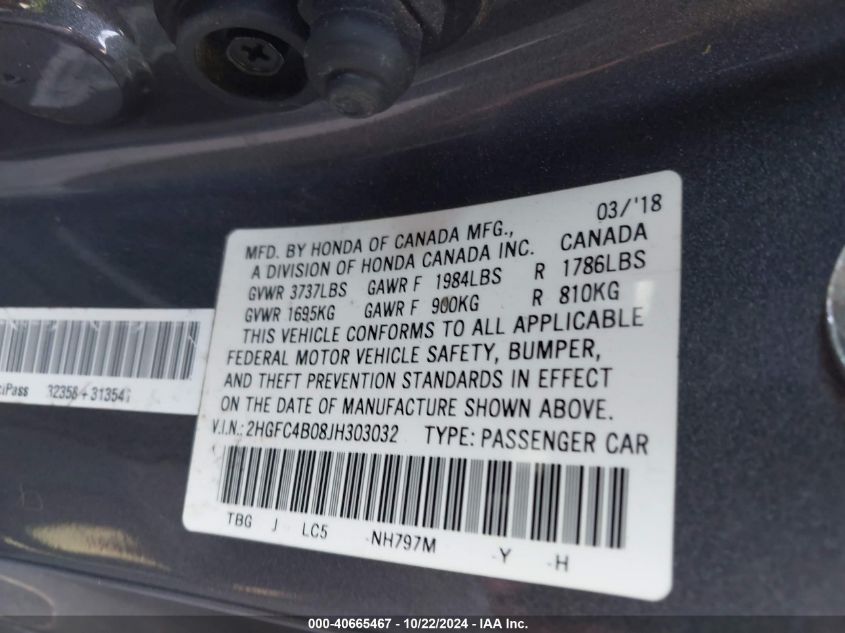 03/'18
MFD. BY HONDA OF CANADA MFG.,
A DIVISION OF HONDA CANADA INC. CANADA
GVWR 3737LBS GAWR F 1984LBS R 1786LBS
GVWR 1695KG GAWR F 900KG R 810KG
THIS VEHICLE CONFORMS TO ALL APPLICABLE
FEDERAL MOTOR VEHICLE SAFETY, BUMPER,
AND THEFT PREVENTION STANDARDS IN EFFECT
ON THE DATE OF MANUFACTURE SHOWN ABOVE.
V.I.N.: 2HGFC4B08JH303032 TYPE: PASSENGER CAR
TBG J LC5 -NH797M -Y -H
000-40665467 - 10/22/2024 - IAA Inc.